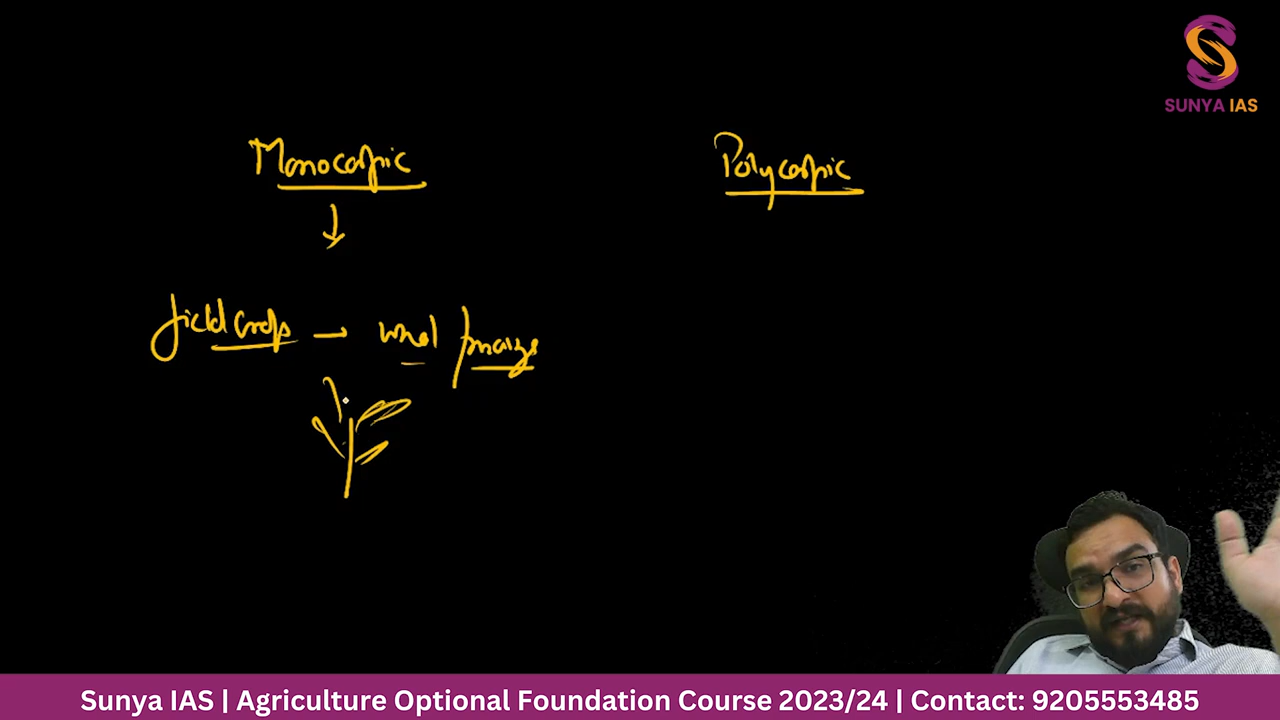 SUNYA IAS
Monocarpic
Polycarpic
field crops - wheat / maize
Sunya IAS | Agriculture Optional Foundation Course 2023/24 | Contact: 9205553485